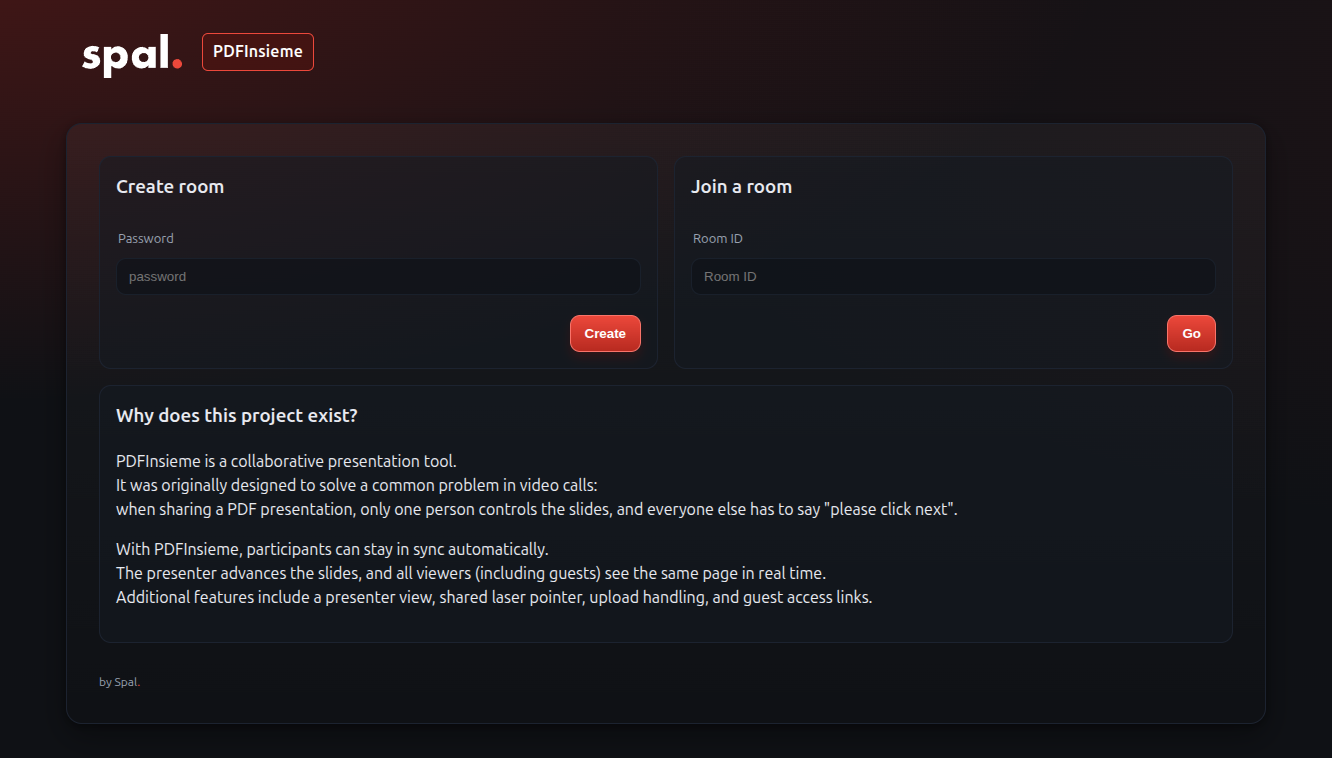 spal.
PDFInsieme
Create room
Password
password
Create
Join a room
Room ID
Room ID
Go
Why does this project exist?
PDFInsieme is a collaborative presentation tool.
It was originally designed to solve a common problem in video calls:
when sharing a PDF presentation, only one person controls the slides, and everyone else has to say "please click next".
With PDFInsieme, participants can stay in sync automatically.
The presenter advances the slides, and all viewers (including guests) see the same page in real time.
Additional features include a presenter view, shared laser pointer, upload handling, and guest access links.
by Spal.